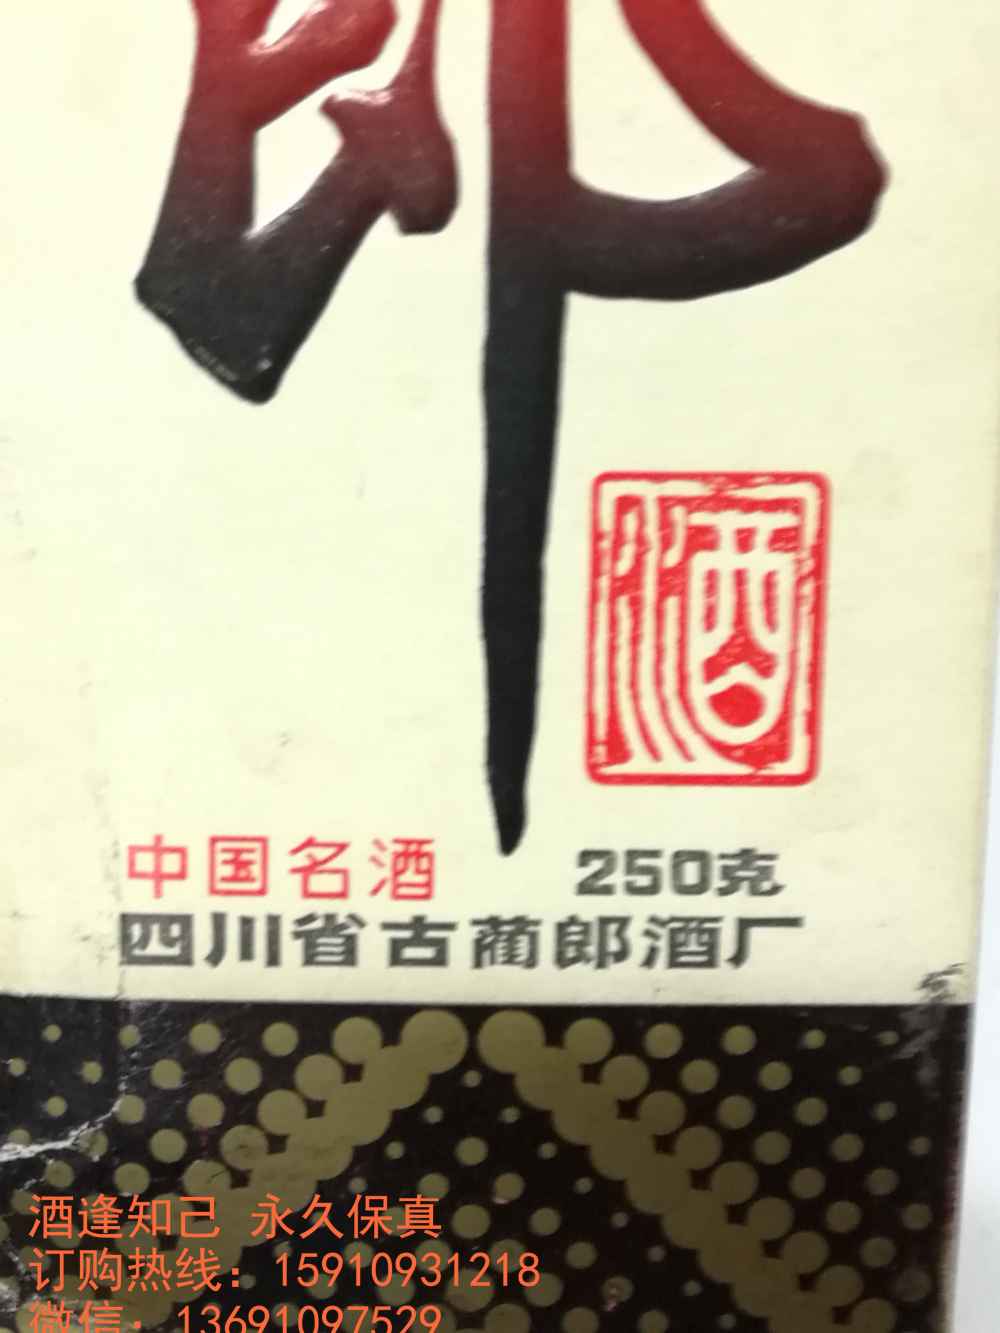 郎
酒
中国名酒 250克
四川省古蔺郎酒厂
酒逢知己 永久保真
订购热线：15910931218
微信：13691097529